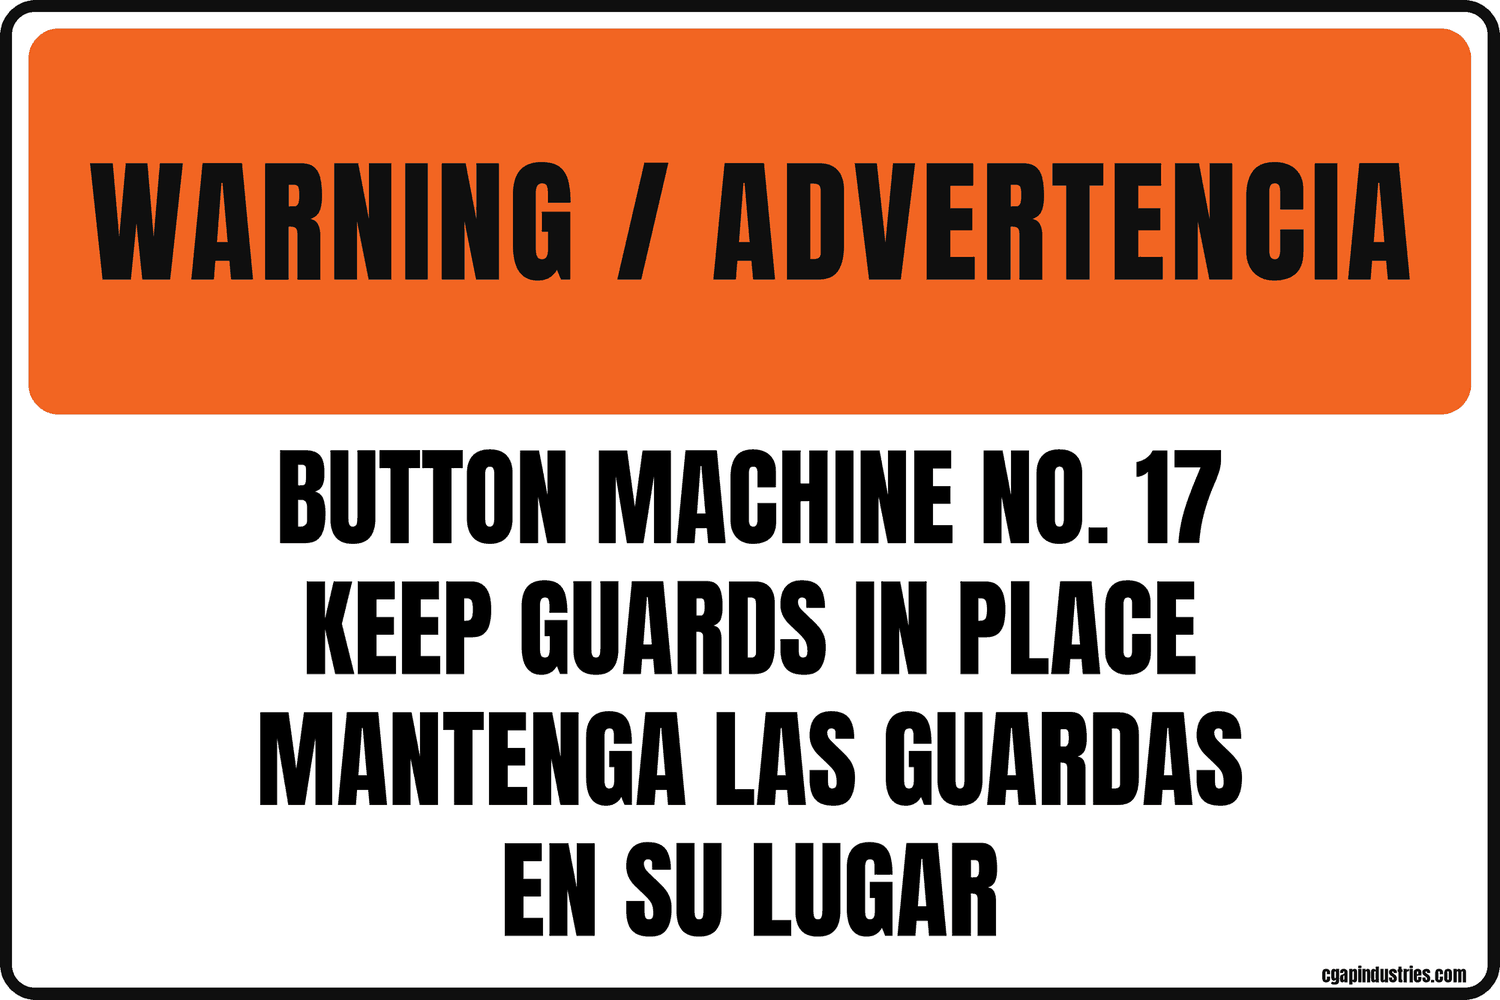 WARNING / ADVERTENCIA
BUTTON MACHINE NO. 17
KEEP GUARDS IN PLACE
MANTENGA LAS GUARDAS
EN SU LUGAR
cgapindustries.com